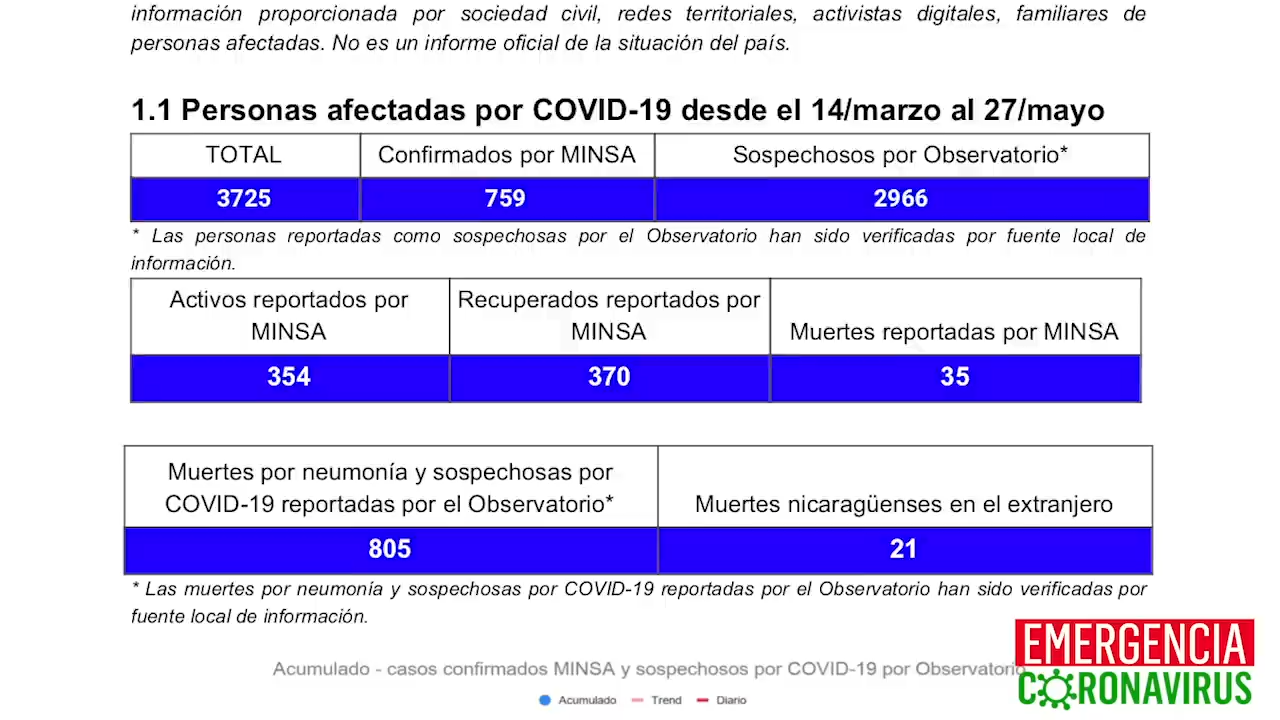 información proporcionada por sociedad civil, redes territoriales, activistas digitales, familiares de
personas afectadas. No es un informe oficial de la situación del país.
1.1 Personas afectadas por COVID-19 desde el 14/marzo al 27/mayo
TOTAL Confirmados por MINSA Sospechosos por Observatorio*
3725 759 2966
* Las personas reportadas como sospechosas por el Observatorio han sido verificadas por fuente local de
información.
Activos reportados por Recuperados reportados por
MINSA MINSA Muertes reportadas por MINSA
354 370 35
Muertes por neumonía y sospechosas por
COVID-19 reportadas por el Observatorio* Muertes nicaragüenses en el extranjero
805 21
* Las muertes por neumonía y sospechosas por COVID-19 reportadas por el Observatorio han sido verificadas por
fuente local de información.
Acumulado - casos confirmados MINSA y sospechosos por COVID-19 por Observatorio
Acumulado Trend Diario
EMERGENCIA
CORONAVIRUS